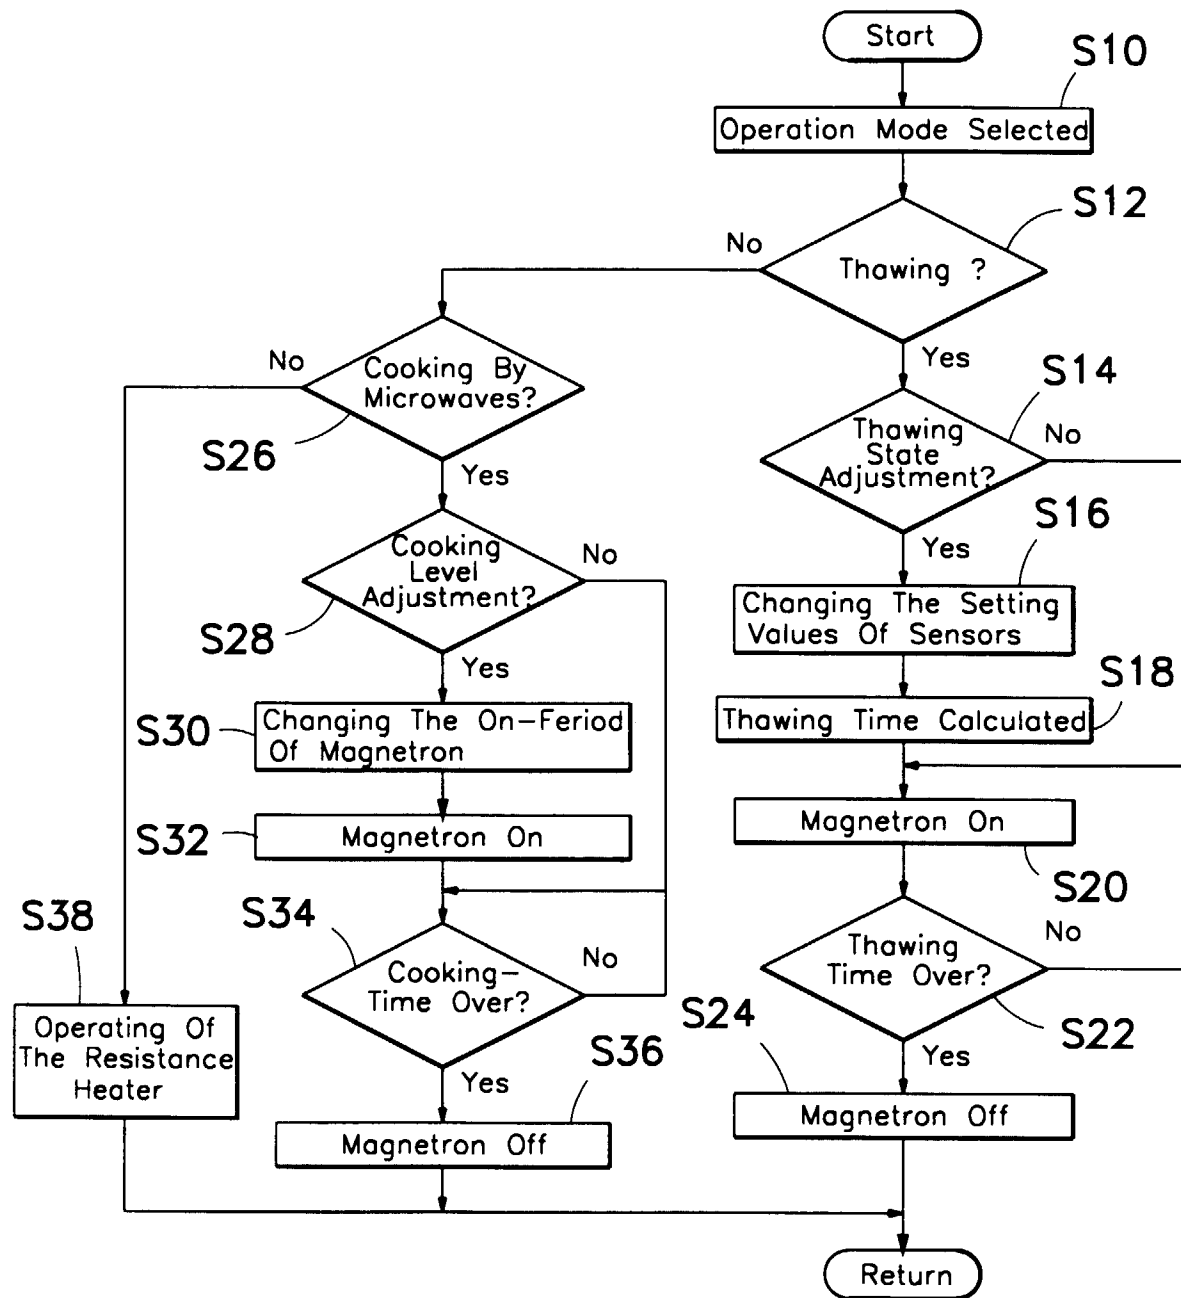 Start
S10
Operation Mode Selected
S12
Thawing ?
No
Yes
Cooking By
Microwaves?
No
S26
Yes
S14
Thawing
State
Adjustment?
No
Yes
S16
Changing The Setting
Values Of Sensors
Cooking
Level
Adjustment?
No
S28
Yes
S18
Thawing Time Calculated
S30
Changing The On-Feriod
Of Magnetron
S32
Magnetron On
Magnetron On
S20
S34
Cooking-
Time Over?
No
Yes
Thawing
Time Over?
No
S22
Yes
S38
Operating Of
The Resistance
Heater
S36
Magnetron Off
S24
Magnetron Off
Return